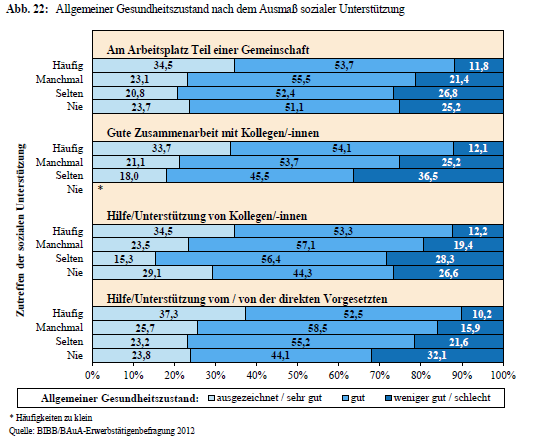 Abb. 22: Allgemeiner Gesundheitszustand nach dem Ausmaß sozialer Unterstützung
Zutreffen der sozialen Unterstützung
Am Arbeitsplatz Teil einer Gemeinschaft
Häufig 34,5 53,7 11,8
Manchmal 23,1 55,5 21,4
Selten 20,8 52,4 26,8
Nie 23,7 51,1 25,2
Gute Zusammenarbeit mit Kollegen/-innen
Häufig 33,7 54,1 12,1
Manchmal 21,1 53,7 25,2
Selten 18,0 45,5 36,5
Nie *
Hilfe/Unterstützung von Kollegen/-innen
Häufig 34,5 53,3 12,2
Manchmal 23,5 57,1 19,4
Selten 15,3 56,4 28,3
Nie 29,1 44,3 26,6
Hilfe/Unterstützung vom / von der direkten Vorgesetzten
Häufig 37,3 52,5 10,2
Manchmal 25,7 58,5 15,9
Selten 23,2 55,2 21,6
Nie 23,8 44,1 32,1
0% 10% 20% 30% 40% 50% 60% 70% 80% 90% 100%
Allgemeiner Gesundheitszustand: ausgezeichnet / sehr gut gut weniger gut / schlecht
* Häufigkeiten zu klein
Quelle: BIBB/BAuA-Erwerbstätigenbefragung 2012